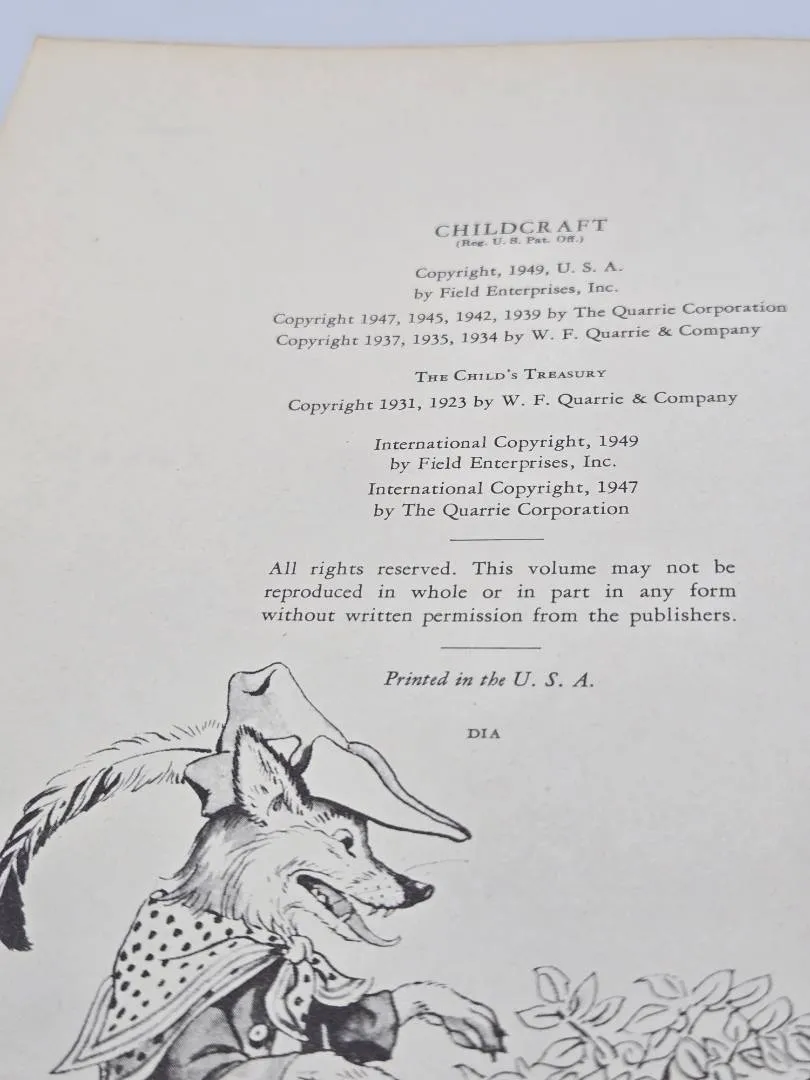 CHILDCRAFT
(Reg. U. S. Pat. Off.)
Copyright, 1949, U. S. A.
by Field Enterprises, Inc.
Copyright 1947, 1945, 1942, 1939 by The Quarrie Corporation
Copyright 1937, 1935, 1934 by W. F. Quarrie & Company
The Child's Treasury
Copyright 1931, 1923 by W. F. Quarrie & Company
International Copyright, 1949
by Field Enterprises, Inc.
International Copyright, 1947
by The Quarrie Corporation
All rights reserved. This volume may not be
reproduced in whole or in part in any form
without written permission from the publishers.
Printed in the U. S. A.
DIA